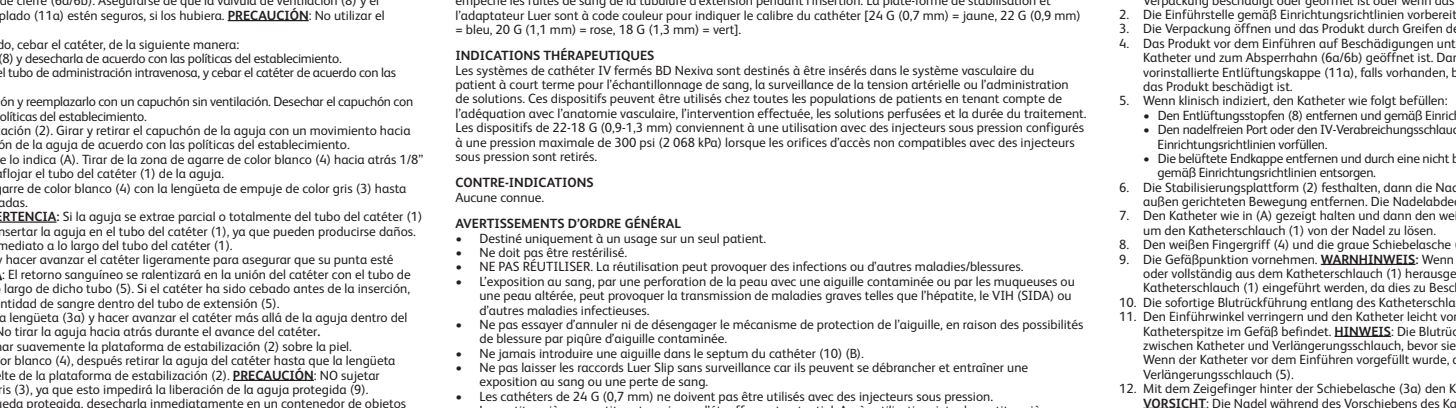 plado (11a) estén seguros, si los hubiera. PRECAUCIÓN: No utilizar el
do, cebar el catéter, de la siguiente manera:
(8) y desecharla de acuerdo con las políticas del establecimiento.
el tubo de administración intravenosa, y cebar el catéter de acuerdo con las
ón y reemplazarlo con un capuchón sin ventilación. Desechar el capuchón con
olíticas del establecimiento.
ación (2). Girar y retirar el capuchón de la aguja con un movimiento hacia
ón de la aguja de acuerdo con las políticas del establecimiento.
e lo indica (A). Tirar de la zona de agarre de color blanco (4) hacia atrás 1/8”
aflojar el tubo del catéter (1) de la aguja.
garre de color blanco (4) con la lengüeta de empuje de color gris (3) hasta
adas.
ERTENCIA: Si la aguja se extrae parcial o totalmente del tubo del catéter (1)
nsertar la aguja en el tubo del catéter (1), ya que pueden producirse daños.
mediato a lo largo del tubo del catéter (1).
y hacer avanzar el catéter ligeramente para asegurar que su punta esté
: El retorno sanguíneo se ralentizará en la unión del catéter con el tubo de
largo de dicho tubo (5). Si el catéter ha sido cebado antes de la inserción,
ntidad de sangre dentro del tubo de extensión (5).
a lengüeta (3a) y hacer avanzar el catéter más allá de la aguja dentro del
No tirar la aguja hacia atrás durante el avance del catéter.
nar suavemente la plataforma de estabilización (2) sobre la piel.
or blanco (4), después retirar la aguja del catéter hasta que la lengüeta
elte de la plataforma de estabilización (2). PRECAUCIÓN: NO sujetar
ris (3), ya que esto impedirá la liberación de la aguja protegida (9).
ueda protegida, desecharla inmediatamente en un contenedor de objetos
empêche les fuites de sang de la tubulure d’extension pendant l’insertion. La plate-forme de stabilisation et
l’adaptateur Luer sont à code couleur pour indiquer le calibre du cathéter [24 G (0,7 mm) = jaune, 22 G (0,9 mm)
= bleu, 20 G (1,1 mm) = rose, 18 G (1,3 mm) = vert].
INDICATIONS THÉRAPEUTIQUES
Les systèmes de cathéter IV fermés BD Nexiva sont destinés à être insérés dans le système vasculaire du
patient à court terme pour l’échantillonnage de sang, la surveillance de la tension artérielle ou l’administration
de solutions. Ces dispositifs peuvent être utilisés chez toutes les populations de patients en tenant compte de
l’adéquation avec l’anatomie vasculaire, l’intervention effectuée, les solutions perfusées et la durée du traitement.
Les dispositifs de 22-18 G (0,9-1,3 mm) conviennent à une utilisation avec des injecteurs sous pression configurés
à une pression maximale de 300 psi (2 068 kPa) lorsque les orifices d’accès non compatibles avec des injecteurs
sous pression sont retirés.
CONTRE-INDICATIONS
Aucune connue.
AVERTISSEMENTS D’ORDRE GÉNÉRAL
• Destiné uniquement à un usage sur un seul patient.
• Ne doit pas être restérilisé.
• NE PAS RÉUTILISER. La réutilisation peut provoquer des infections ou d’autres maladies/blessures.
• L’exposition au sang, par une perforation de la peau avec une aiguille contaminée ou par les muqueuses ou
une peau altérée, peut provoquer la transmission de maladies graves telles que l’hépatite, le VIH (SIDA) ou
d’autres maladies infectieuses.
• Ne pas essayer d’annuler ni de désengager le mécanisme de protection de l’aiguille, en raison des possibilités
de blessure par piqûre d’aiguille contaminée.
• Ne jamais introduire une aiguille dans le septum du cathéter (10) (B).
• Ne pas laisser les raccords Luer Slip sans surveillance car ils peuvent se débrancher et entraîner une
exposition au sang ou une perte de sang.
• Les cathéters de 24 G (0,7 mm) ne doivent pas être utilisés avec des injecteurs sous pression.
2. Die Einführstelle gemäß Einrichtungsrichtlinien vorbereit
3. Die Verpackung öffnen und das Produkt durch Greifen de
4. Das Produkt vor dem Einführen auf Beschädigungen unt
Katheter und zum Absperrhahn (6a/6b) geöffnet ist. Dar
vorinstallierte Entlüftungskappe (11a), falls vorhanden, b
das Produkt beschädigt ist.
5. Wenn klinisch indiziert, den Katheter wie folgt befüllen:
• Den Entlüftungsstopfen (8) entfernen und gemäß Einric
• Den nadelfreien Port oder den IV-Verabreichungsschlau
Einrichtungsrichtlinien vorfüllen.
• Die belüftete Endkappe entfernen und durch eine nicht b
gemäß Einrichtungsrichtlinien entsorgen.
6. Die Stabilisierungsplattform (2) festhalten, dann die Nad
außen gerichteten Bewegung entfernen. Die Nadelabdec
7. Den Katheter wie in (A) gezeigt halten und dann den wei
um den Katheterschlauch (1) von der Nadel zu lösen.
8. Den weißen Fingergriff (4) und die graue Schiebelasche (
9. Die Gefäßpunktion vornehmen. WARNHINWEIS: Wenn
oder vollständig aus dem Katheterschlauch (1) herausge
Katheterschlauch (1) eingeführt werden, da dies zu Besch
10. Die sofortige Blutrückführung entlang des Katheterschla
11. Den Einführwinkel verringern und den Katheter leicht vor
Katheterspitze im Gefäß befindet. HINWEIS: Die Blutrüc
zwischen Katheter und Verlängerungsschlauch, bevor sie
Wenn der Katheter vor dem Einführen vorgefüllt wurde, d
Verlängerungsschlauch (5).
12. Mit dem Zeigefinger hinter der Schiebelasche (3a) den K
VORSICHT: Die Nadel während des Vorschiebens des Ka